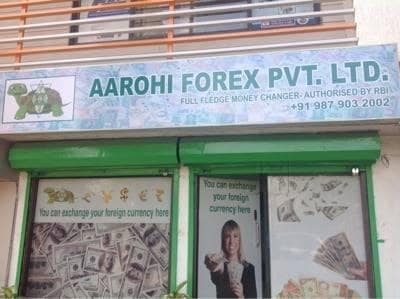 AAROHI FOREX PVT. LTD.
FULL FLEDGE MONEY CHANGER- AUTHORISED BY RBI
+91 987 903 2002
You can exchange
your foreign
currency here
You can exchange
your foreign
currency here